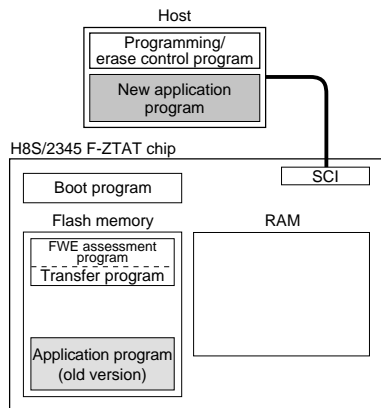 Host
Programming/
erase control program
New application
program
H8S/2345 F-ZTAT chip
SCI
Boot program
Flash memory
RAM
FWE assessment
program
Transfer program
Application program
(old version)